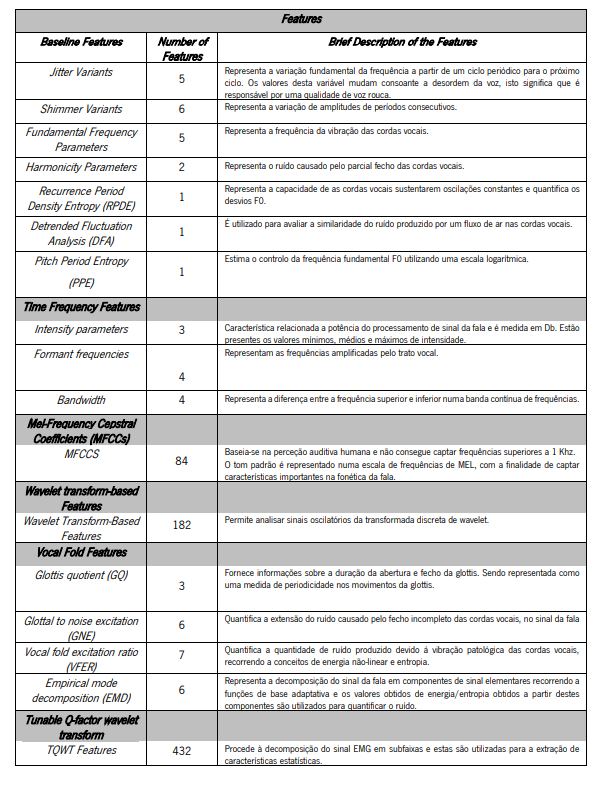 Features
Baseline Features
Number of
Features
Brief Description of the Features
Jitter Variants
5
Representa a variação fundamental da frequência a partir de um ciclo periódico para o próximo
ciclo. Os valores desta variável mudam consoante a desordem da voz, isto significa que é
responsável por uma qualidade de voz rouca.
Shimmer Variants
6
Representa a variação de amplitudes de períodos consecutivos.
Fundamental Frequency
Parameters
5
Representa a frequência da vibração das cordas vocais.
Harmonicity Parameters
2
Representa o ruído causado pelo parcial fecho das cordas vocais.
Recurrence Period
Density Entropy (RPDE)
1
Representa a capacidade de as cordas vocais sustentarem oscilações constantes e quantifica os
desvios F0.
Detrended Fluctuation
Analysis (DFA)
1
É utilizado para avaliar a similaridade do ruído produzido por um fluxo de ar nas cordas vocais.
Pitch Period Entropy
(PPE)
1
Estima o controlo da frequência fundamental F0 utilizando uma escala logarítmica.
Time Frequency Features
Intensity parameters
3
Característica relacionada a potência do processamento de sinal da fala e é medida em Db. Estão
presentes os valores mínimos, médios e máximos de intensidade.
Formant frequencies
4
Representam as frequências amplificadas pelo trato vocal.
Bandwidth
4
Representa a diferença entre a frequência superior e inferior numa banda contínua de frequências.
Mel-Frequency Cepstral
Coefficients (MFCCs)
MFCCS
84
Baseia-se na perceção auditiva humana e não consegue captar frequências superiores a 1 Khz.
O tom padrão é representado numa escala de frequências de MEL, com a finalidade de captar
características importantes na fonética da fala.
Wavelet transform-based
Features
Wavelet Transform-Based
Features
182
Permite analisar sinais oscilatórios da transformada discreta de wavelet.
Vocal Fold Features
Glottis quotient (GQ)
3
Fornece informações sobre a duração da abertura e fecho da glottis. Sendo representada como
uma medida de periodicidade nos movimentos da glottis.
Glottal to noise excitation
(GNE)
6
Quantifica a extensão do ruído causado pelo fecho incompleto das cordas vocais, no sinal da fala
Vocal fold excitation ratio
(VFER)
7
Quantifica a quantidade de ruído produzido devido á vibração patológica das cordas vocais,
recorrendo a conceitos de energia não-linear e entropia.
Empirical mode
decomposition (EMD)
6
Representa a decomposição do sinal da fala em componentes de sinal elementares recorrendo a
funções de base adaptativa e os valores obtidos de energia/entropia obtidos a partir destes
componentes são utilizados para quantificar o ruído.
Tunable Q-factor wavelet
transform
TQWT Features
432
Procede à decomposição do sinal EMG em subfaixas e estas são utilizadas para a extração de
características estatísticas.